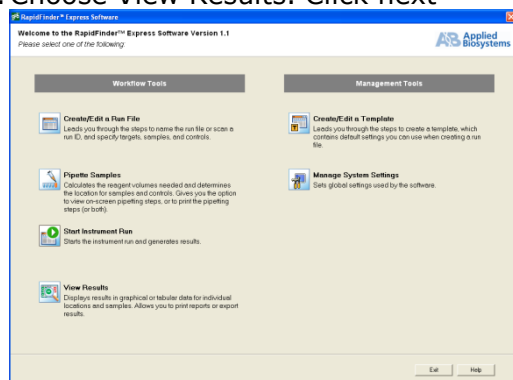 Choose View Results. Click next
RapidFinder™ Express Software
Welcome to the RapidFinder™ Express Software Version 1.1
Please select one of the following:
AB Applied
Biosystems
Workflow Tools
Create/Edit a Run File
Leads you through the steps to name the run file or scan a
run ID, and specify targets, samples, and controls.
Pipette Samples
Calculates the reagent volumes needed and determines
the location for samples and controls. Gives you the option
to view on-screen pipetting steps, or to print the pipetting
steps (or both).
Start Instrument Run
Starts the instrument run and generates results.
View Results
Displays results in graphical or tabular data for individual
locations and samples. Allows you to print reports or export
results.
Management Tools
Create/Edit a Template
Leads you through the steps to create a template, which
contains default settings you can use when creating a run
file.
Manage System Settings
Sets global settings used by the software.
Exit
Help